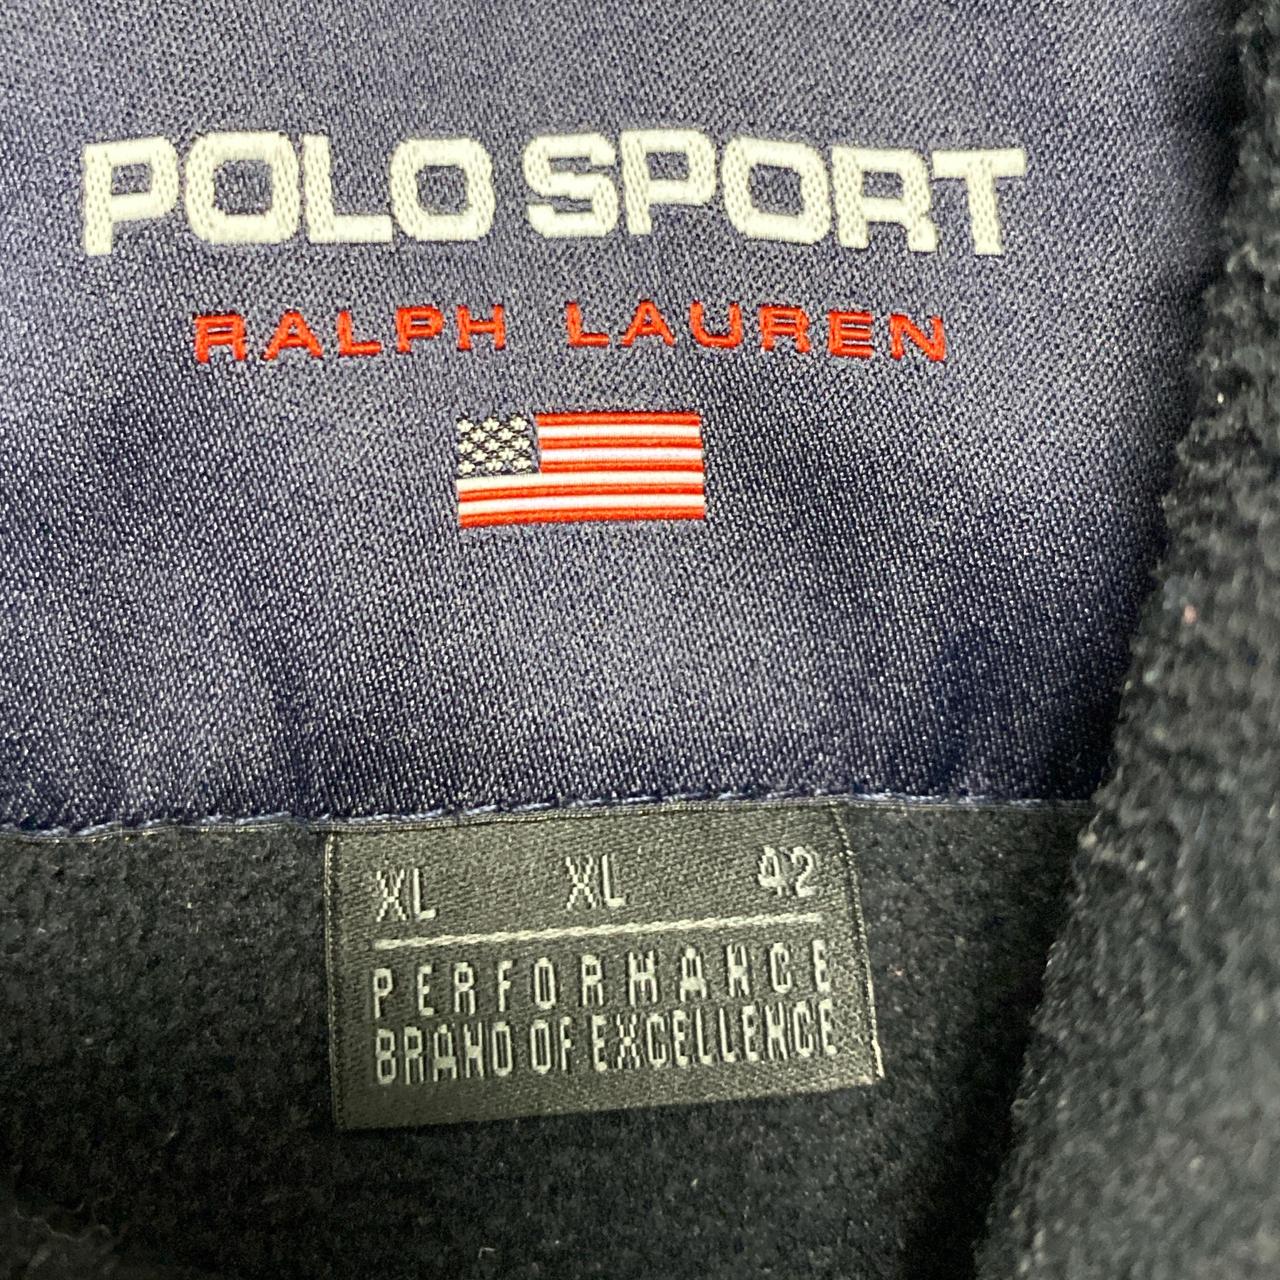 POLO SPORT
RALPH LAUREN
XL XL 42
PERFORMANCE
BRAND OF EXCELLENCE